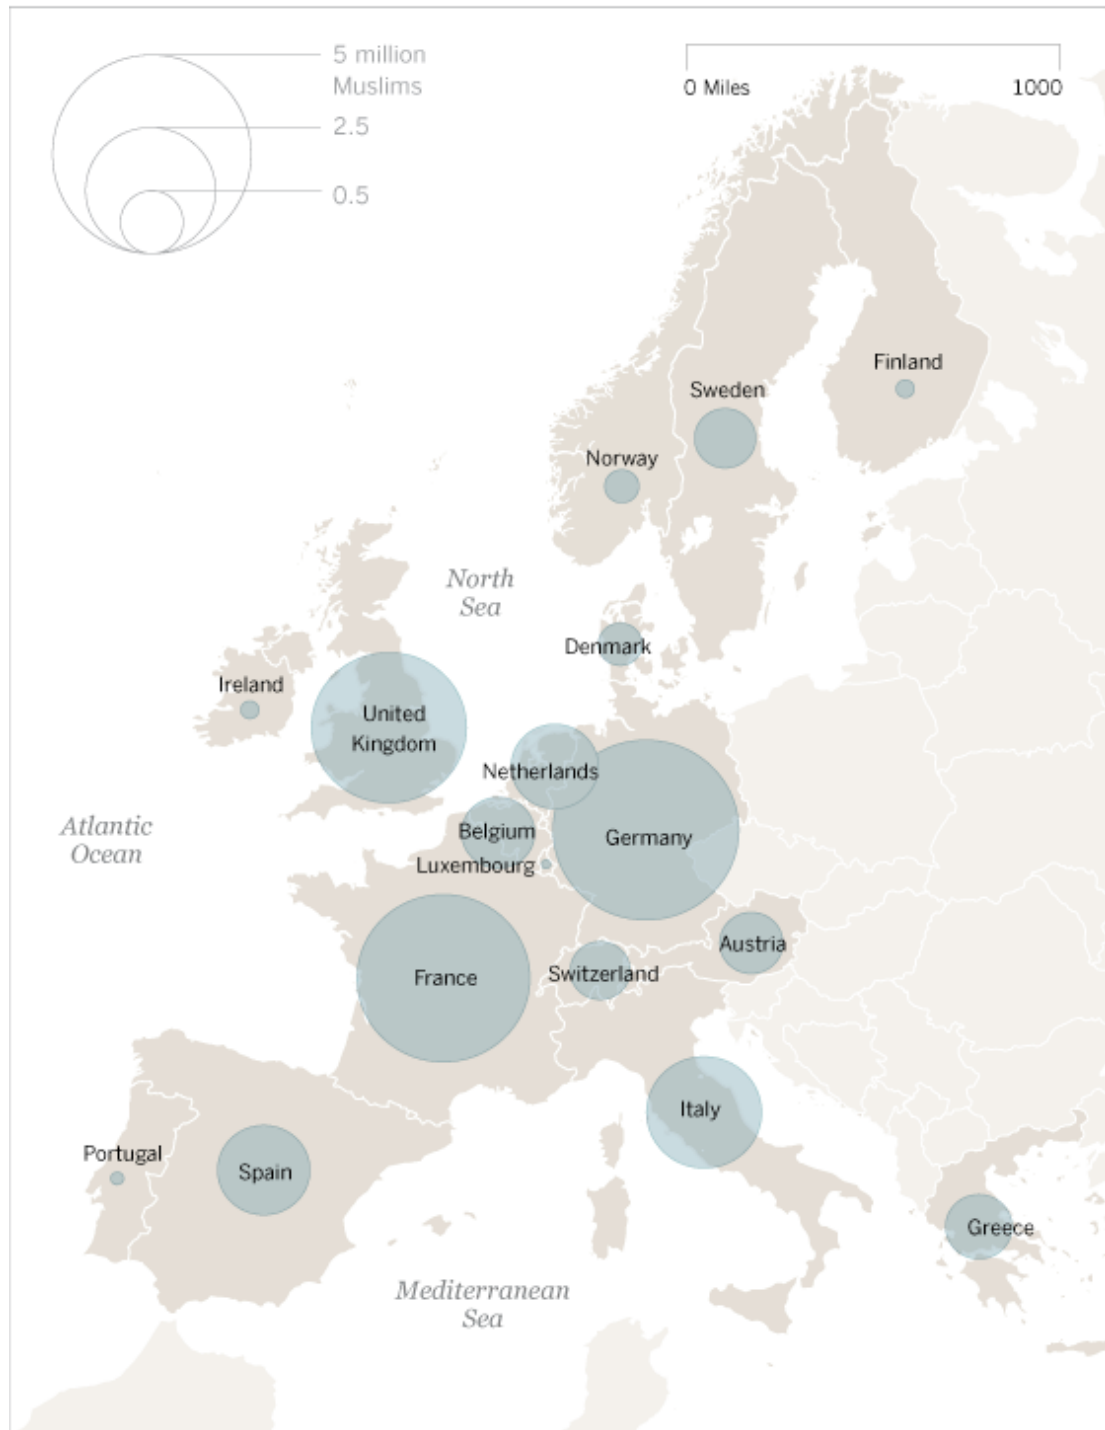 5 million
Muslims
2.5
0.5
0 Miles
1000
Finland
Sweden
Norway
North
Sea
Denmark
Ireland
United
Kingdom
Netherlands
Atlantic
Ocean
Belgium
Germany
Luxembourg
Austria
France
Switzerland
Italy
Portugal
Spain
Greece
Mediterranean
Sea